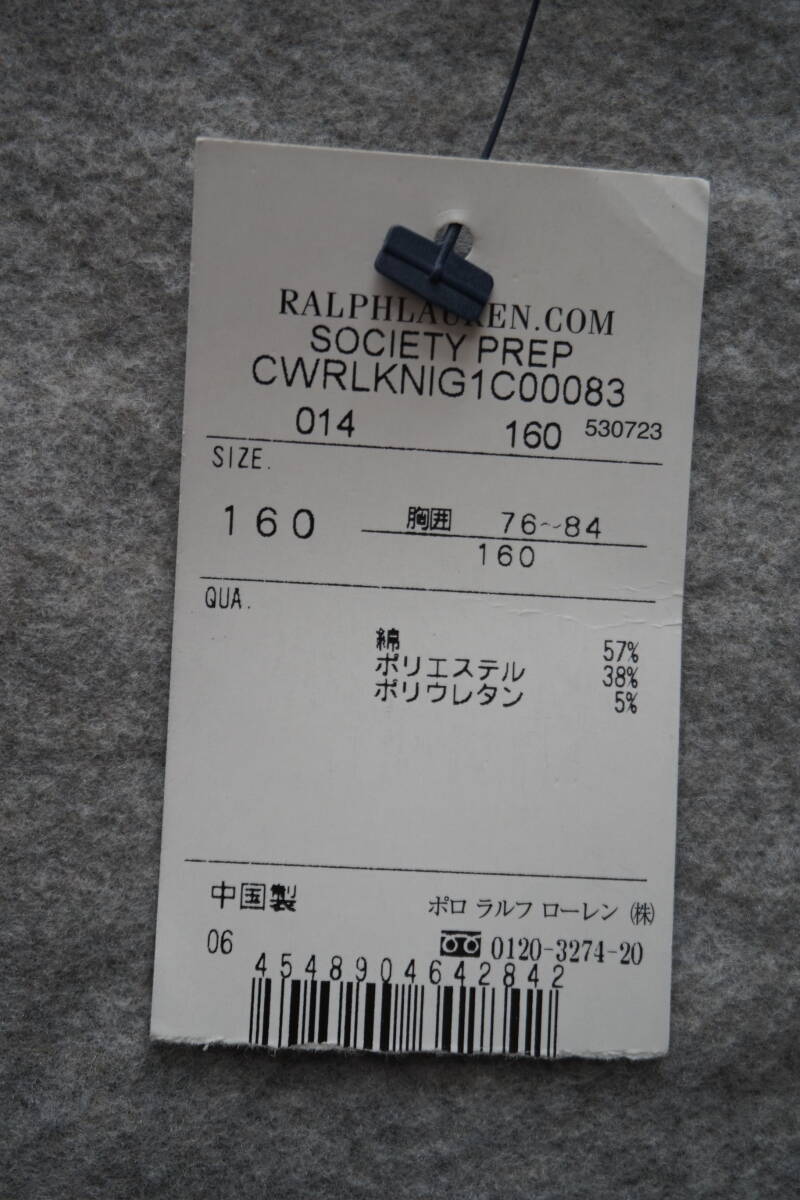 RALPHLAUREN.COM
SOCIETY PREP
CWRLKNIG1C00083
014 160 530723
SIZE.
160 胸囲 76~84
160
QUA.
綿 57%
ポリエステル 38%
ポリウレタン 5%
中国製 ポロ ラルフ ローレン (株)
06 0120-3274-20
4548904642842